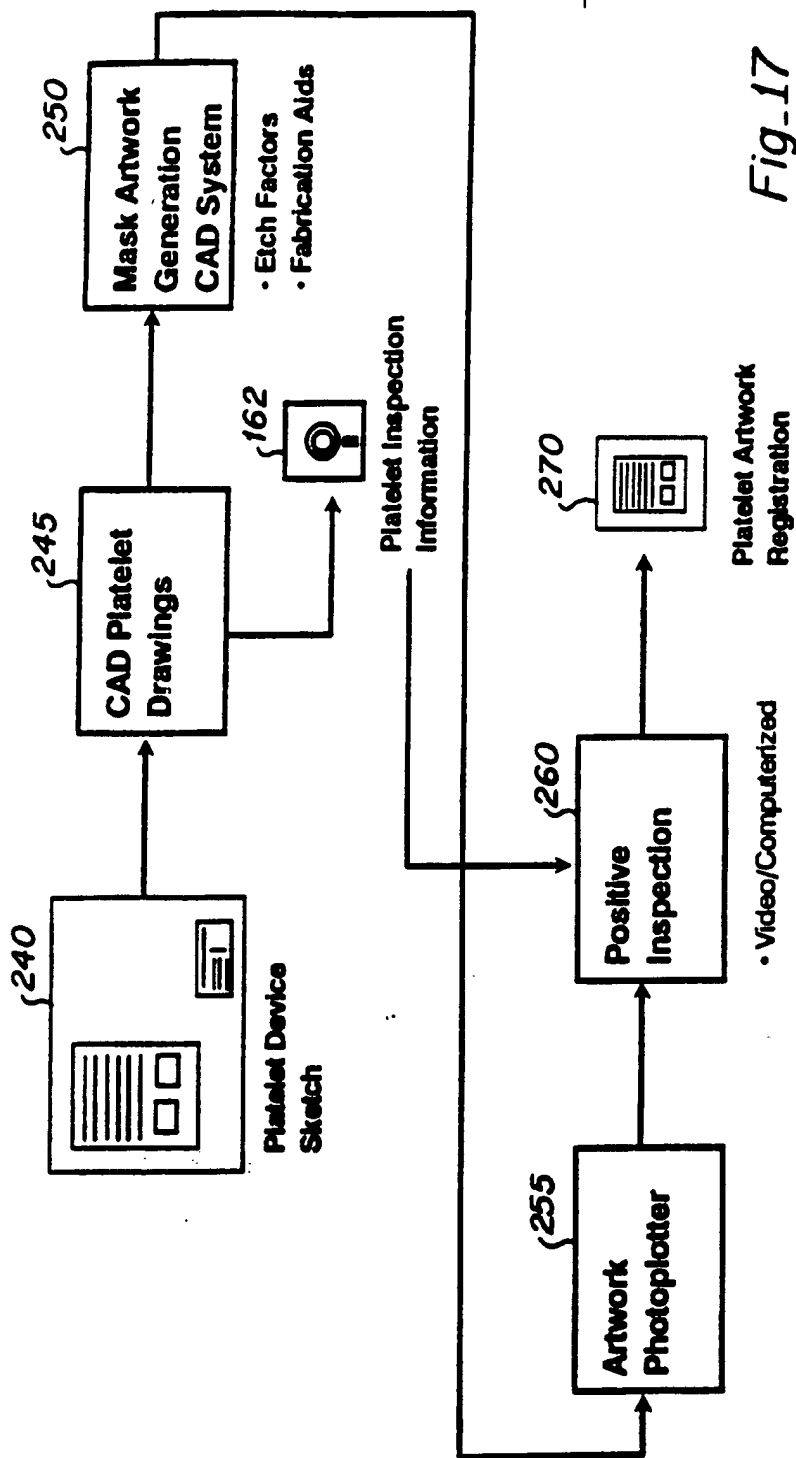 240
Platelet Device
Sketch
245
CAD Platelet
Drawings
250
Mask Artwork
Generation
CAD System
• Etch Factors
• Fabrication Aids
162
Platelet Inspection
Information
255
Artwork
Photoplotter
260
Positive
Inspection
• Video/Computerized
270
Platelet Artwork
Registration
Fig_17